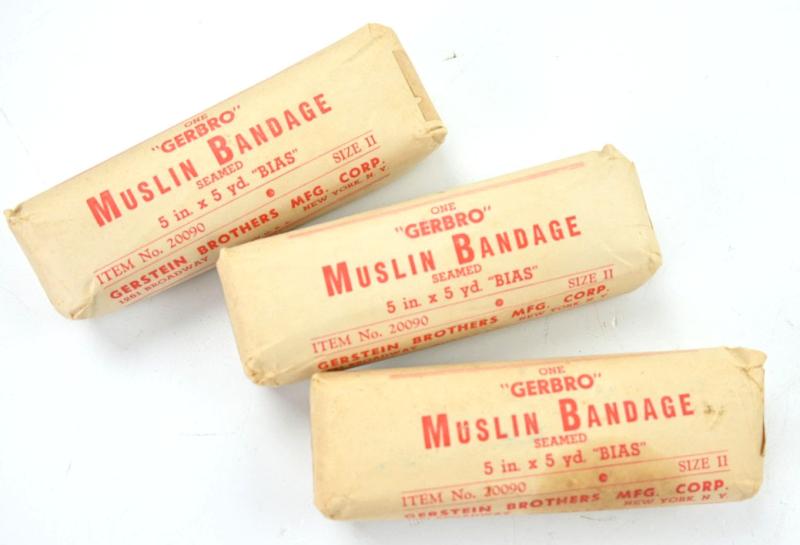 ONE
"GERBRO"
MUSLIN BANDAGE
SEAMED
5 in. x 5 yd. "BIAS"
ITEM No. 20090 SIZE II
GERSTEIN BROTHERS MFG. CORP.
1261 BROADWAY NEW YORK, N. Y.
ONE
"GERBRO"
MUSLIN BANDAGE
SEAMED
5 in. x 5 yd. "BIAS"
ITEM No. 20090 SIZE II
GERSTEIN BROTHERS MFG. CORP.
BROADWAY NEW YORK, N. Y.
ONE
"GERBRO"
MUSLIN BANDAGE
SEAMED
5 in. x 5 yd. "BIAS"
ITEM No. 20090 SIZE II
GERSTEIN BROTHERS MFG. CORP.
NEW YORK, N. Y.